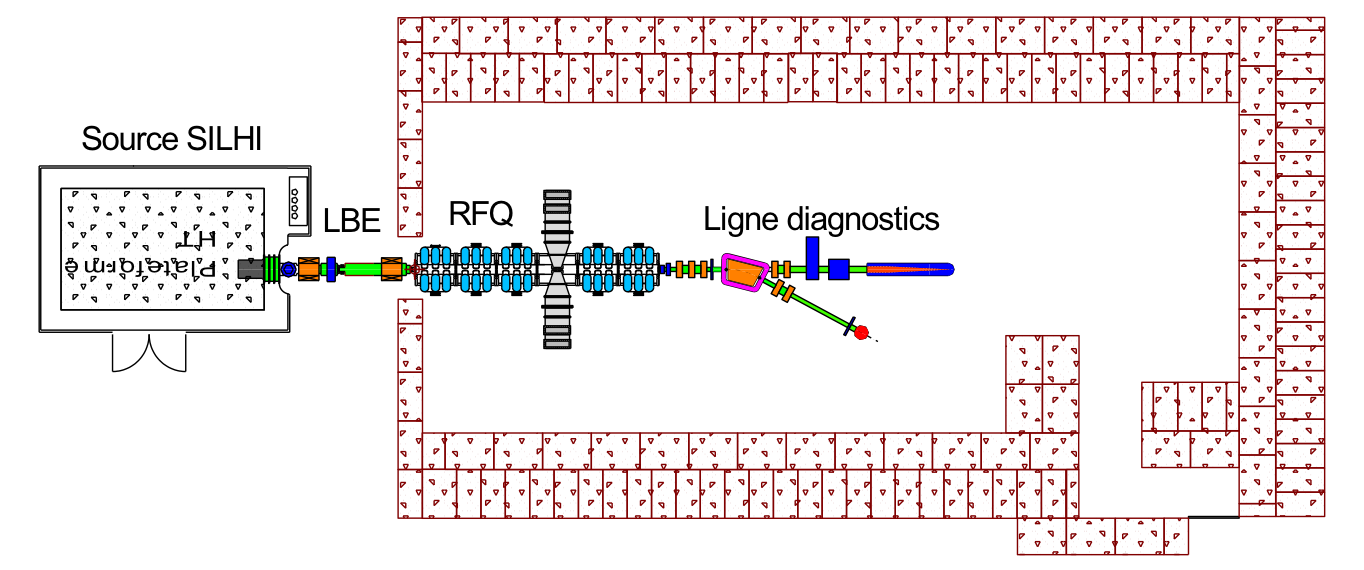 Source SILHI
LBE
RFQ
Ligne diagnostics
Plateforme
HT